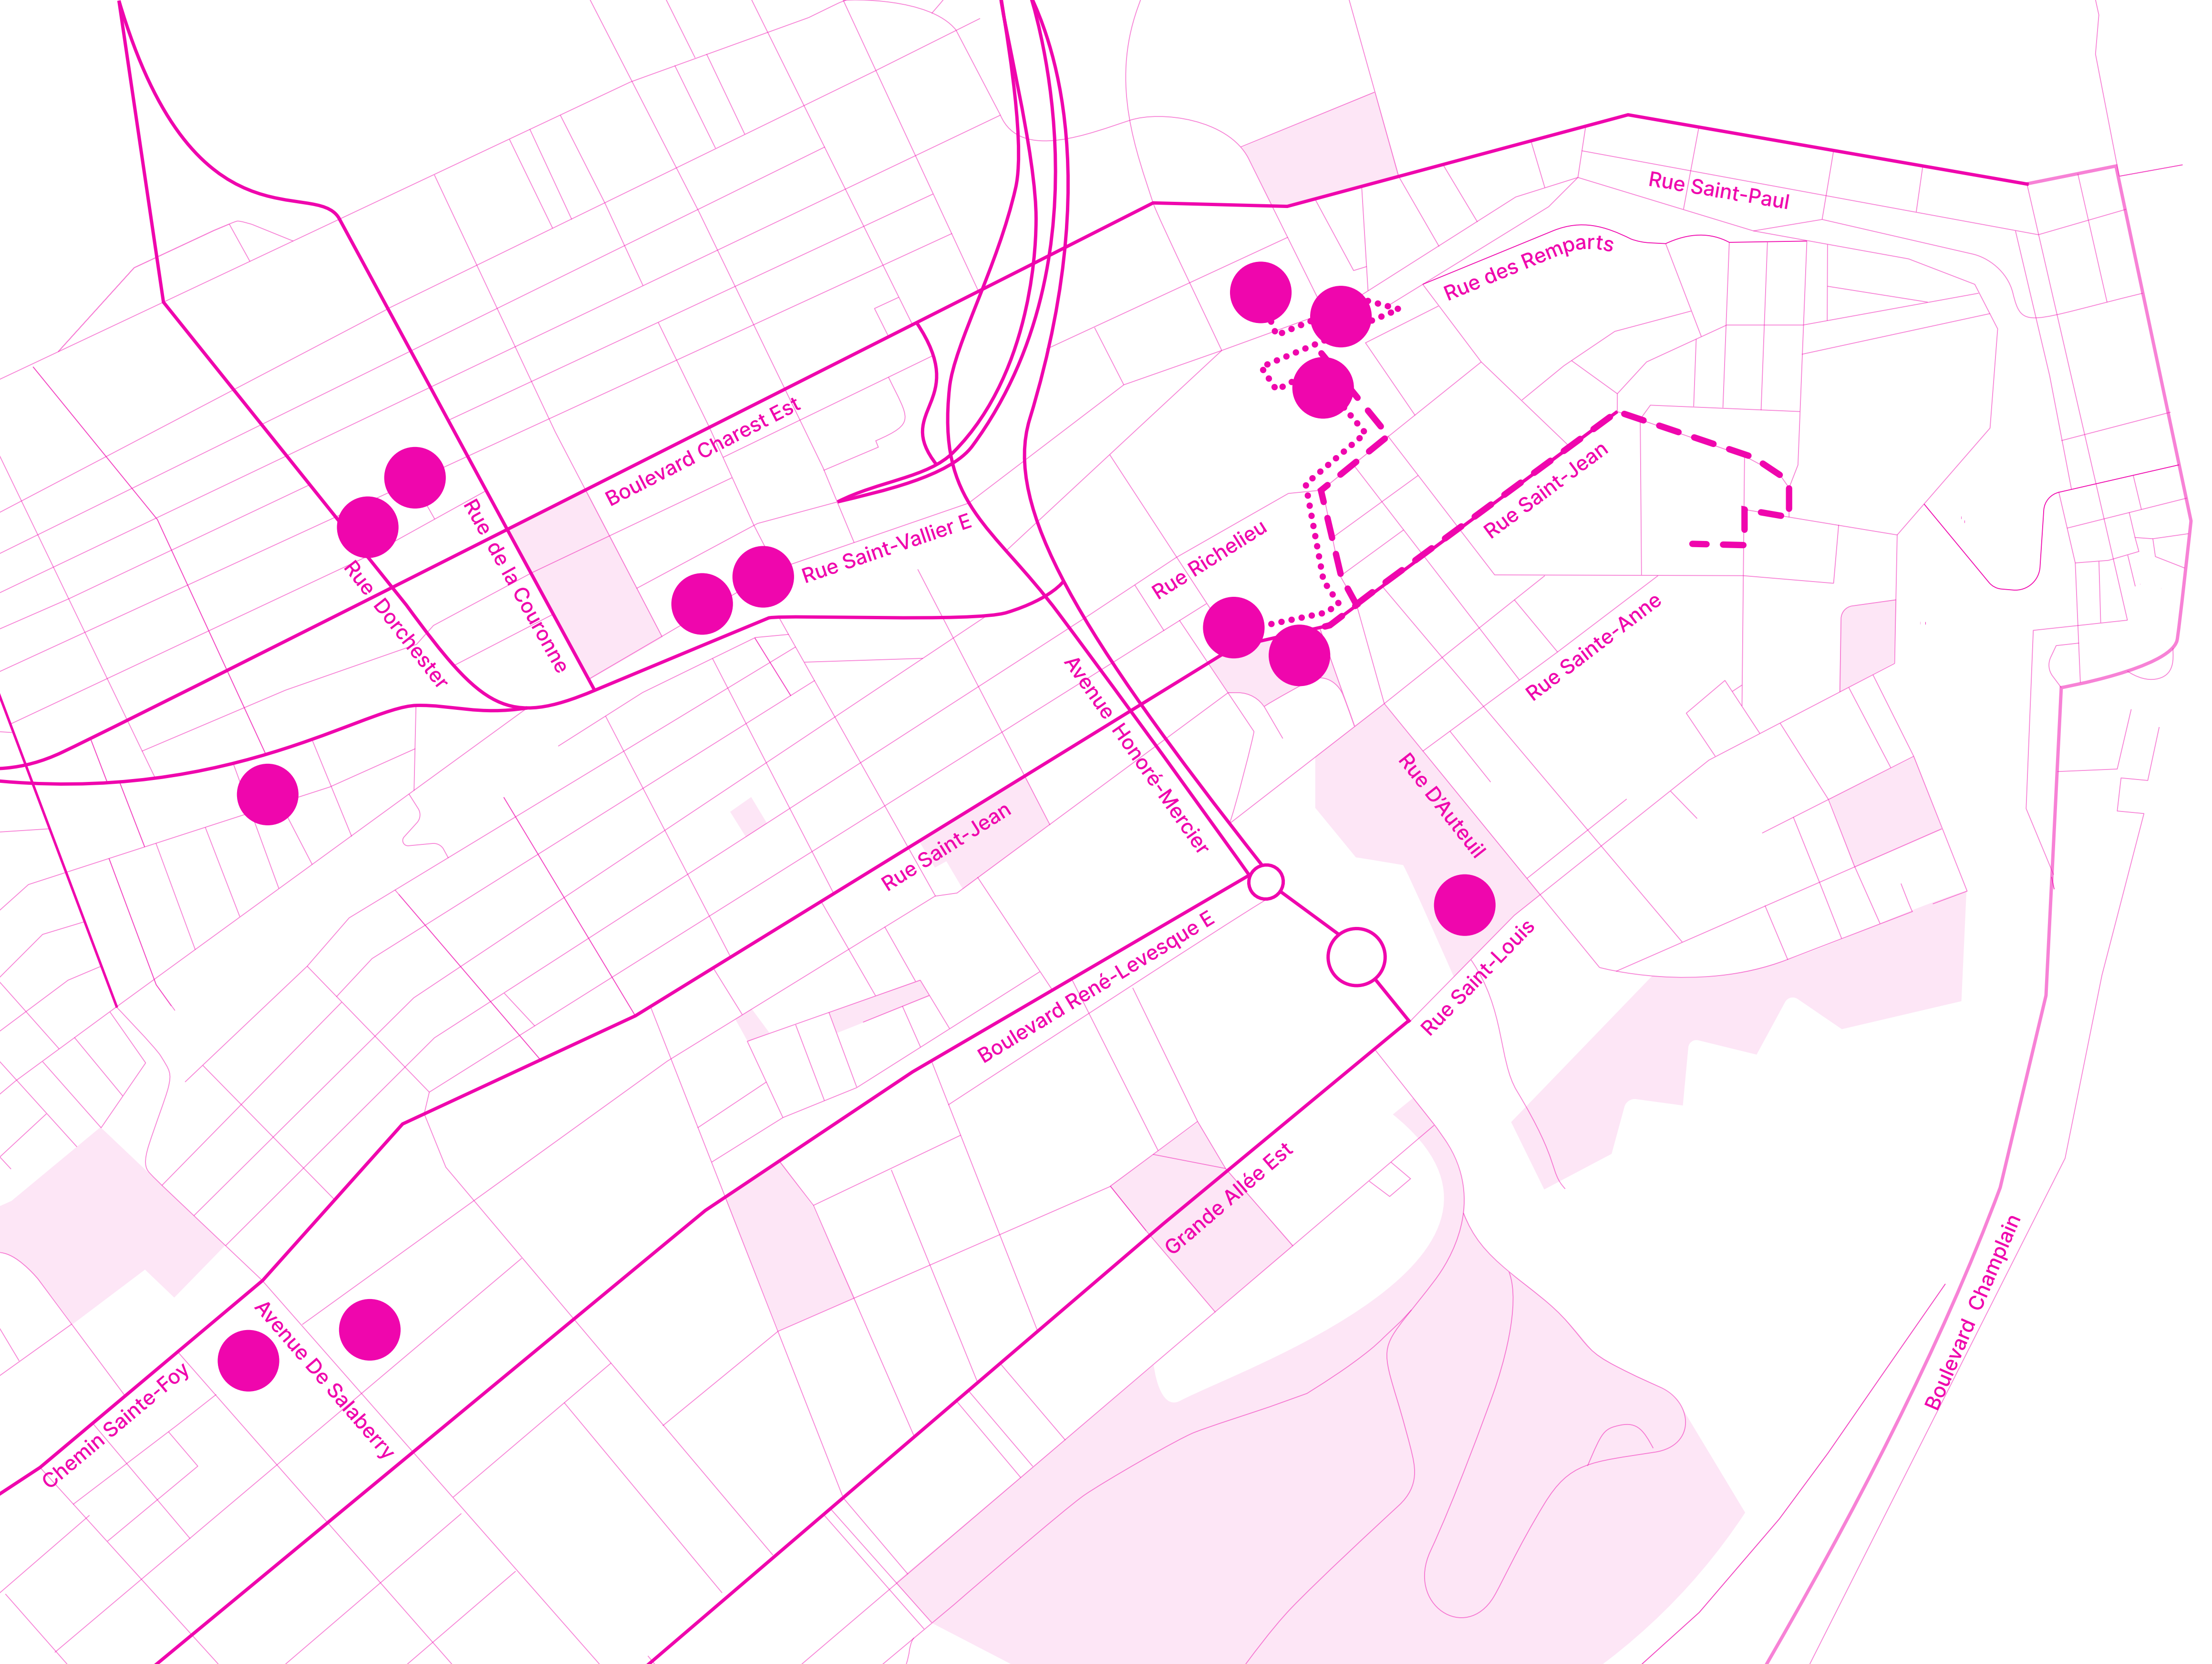 Rue Saint-Paul
Rue des Remparts
Boulevard Charest Est
Rue de la Couronne
Rue Saint-Vallier E
Rue Saint-Jean
Rue Richelieu
Rue Dorchester
Rue Sainte-Anne
Avenue Honoré-Mercier
Rue D'Auteuil
Rue Saint-Jean
Boulevard René-Levesque E
Rue Saint-Louis
Grande Allée Est
Boulevard Champlain
Avenue De Salaberry
Chemin Sainte-Foy